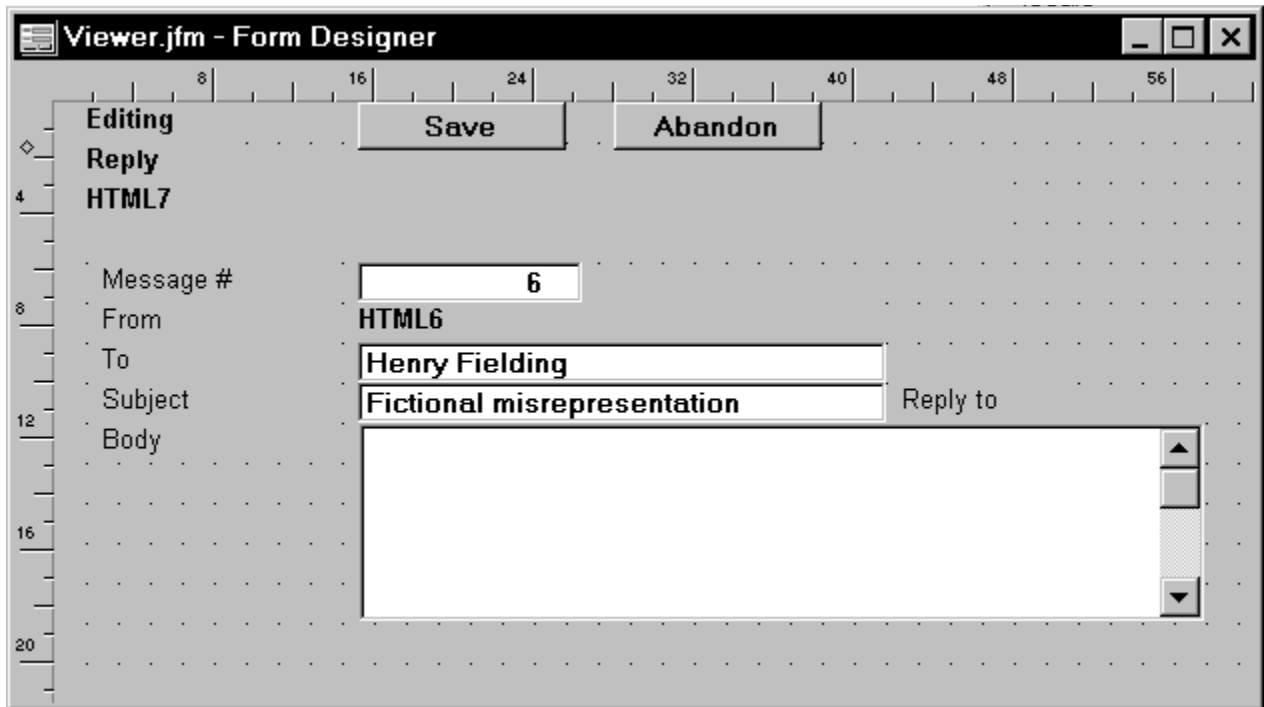 Viewer.jfm - Form Designer
8 16 24 32 40 48 56
Editing Save Abandon
Reply
4
HTML7
Message # 6
8
From HTML6
To Henry Fielding
Subject Fictional misrepresentation Reply to
12
Body
16
20